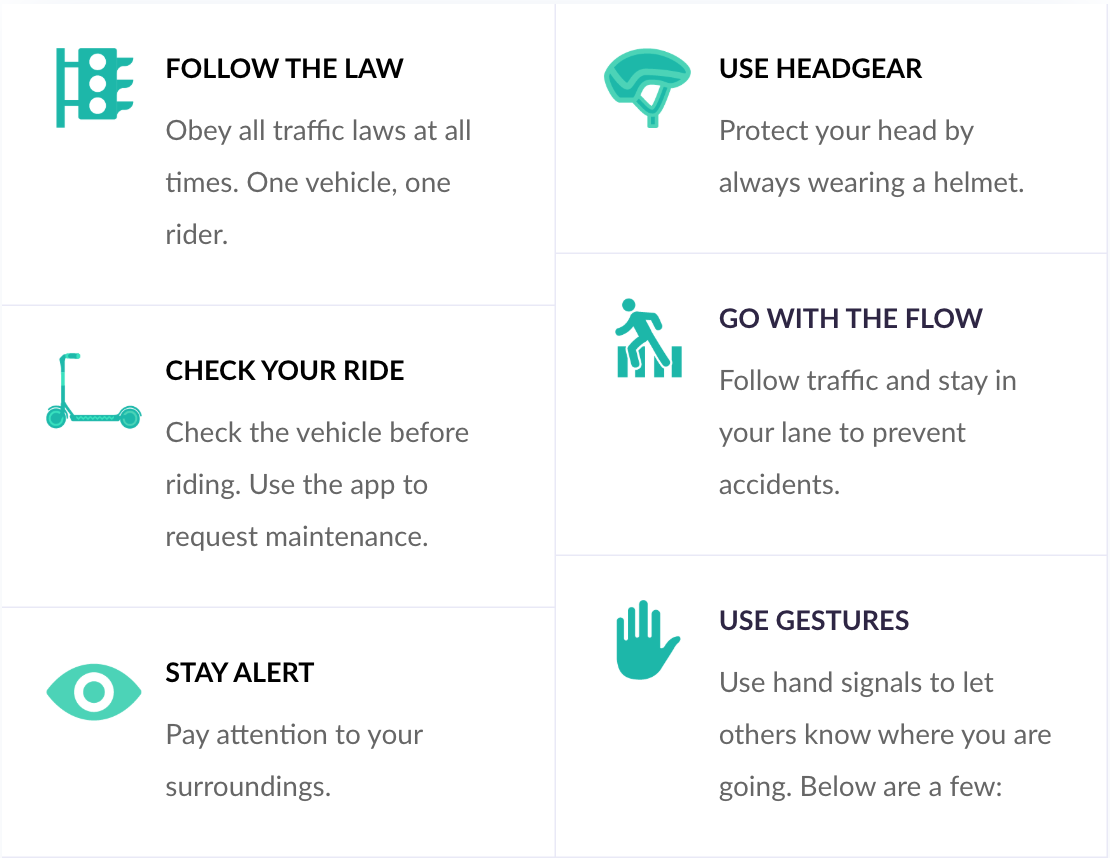 FOLLOW THE LAW
Obey all traffic laws at all
times. One vehicle, one
rider.
CHECK YOUR RIDE
Check the vehicle before
riding. Use the app to
request maintenance.
STAY ALERT
Pay attention to your
surroundings.
USE HEADGEAR
Protect your head by
always wearing a helmet.
GO WITH THE FLOW
Follow traffic and stay in
your lane to prevent
accidents.
USE GESTURES
Use hand signals to let
others know where you are
going. Below are a few: